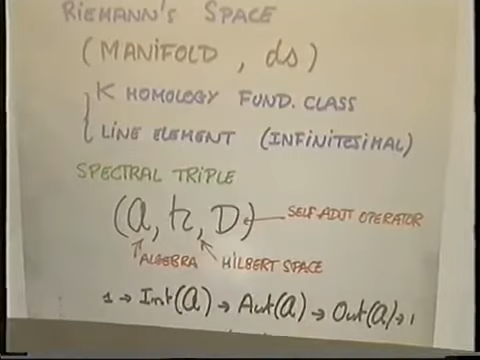 RIEMANN'S SPACE
(MANIFOLD, ds)
K HOMOLOGY FUND. CLASS
LINE ELEMENT (INFINITESIMAL)
SPECTRAL TRIPLE
(a, h, D) SELF. ADJT OPERATOR
ALGEBRA HILBERT SPACE
1 → Int(a) → Aut(a) → Out(a) → 1